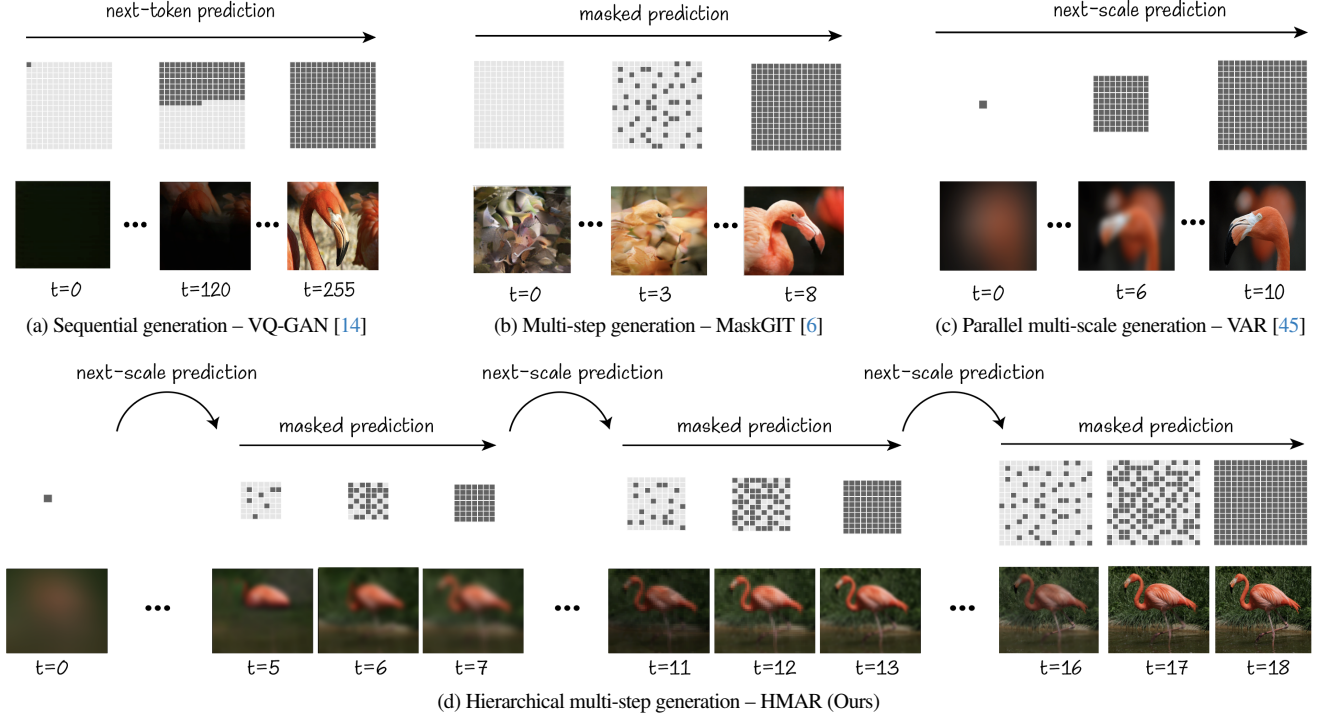 next-token prediction
masked prediction
next-scale prediction
t=0
t=120
t=255
t=0
t=3
t=8
t=0
t=6
t=10
(a) Sequential generation – VQ-GAN [14]
(b) Multi-step generation – MaskGIT [6]
(c) Parallel multi-scale generation – VAR [45]
next-scale prediction
next-scale prediction
next-scale prediction
masked prediction
masked prediction
masked prediction
t=0
t=5
t=6
t=7
t=11
t=12
t=13
t=16
t=17
t=18
(d) Hierarchical multi-step generation – HMAR (Ours)